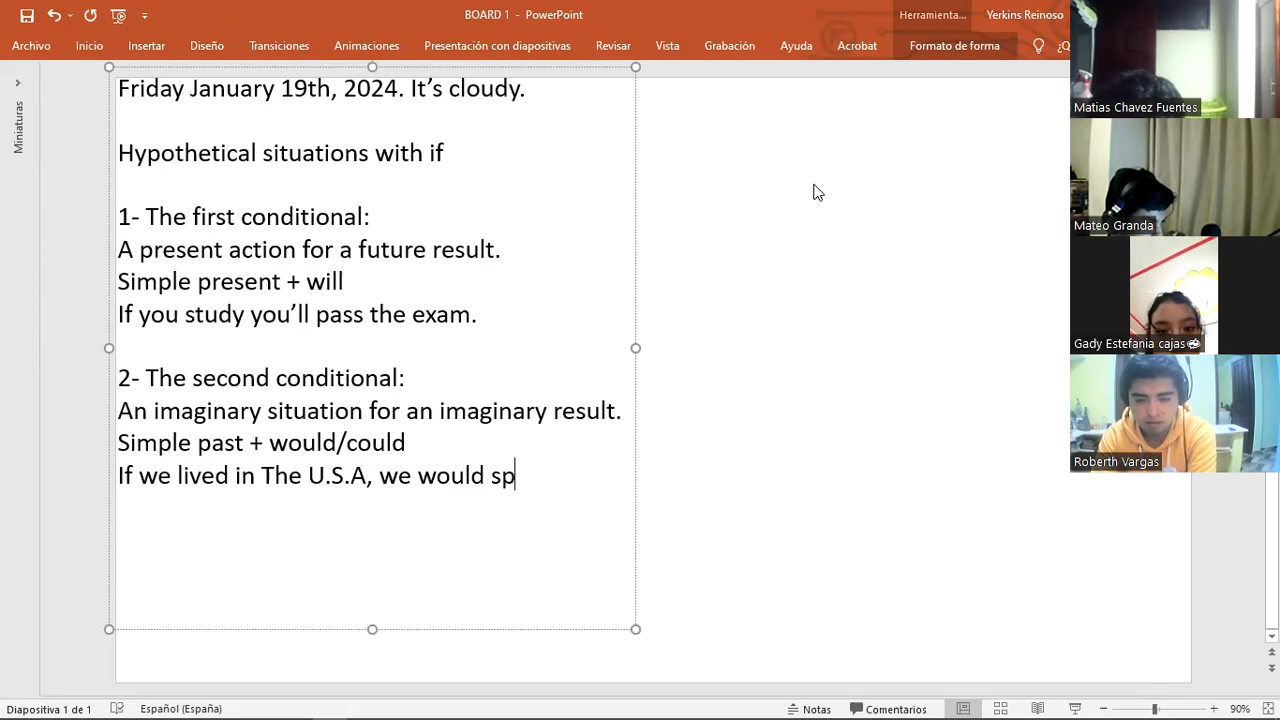 BOARD 1 - PowerPoint
Herramienta...
Yerkins Reinoso
Archivo
Inicio
Insertar
Diseño
Transiciones
Animaciones
Presentación con diapositivas
Revisar
Vista
Grabación
Ayuda
Acrobat
Formato de forma
¿Q
Miniaturas
Friday January 19th, 2024. It’s cloudy.
Hypothetical situations with if
1- The first conditional:
A present action for a future result.
Simple present + will
If you study you’ll pass the exam.
2- The second conditional:
An imaginary situation for an imaginary result.
Simple past + would/could
If we lived in The U.S.A, we would sp
Matias Chavez Fuentes
Mateo Granda
Gady Estefania cajas
Roberth Vargas
Diapositiva 1 de 1
Español (España)
Notas
Comentarios
90%